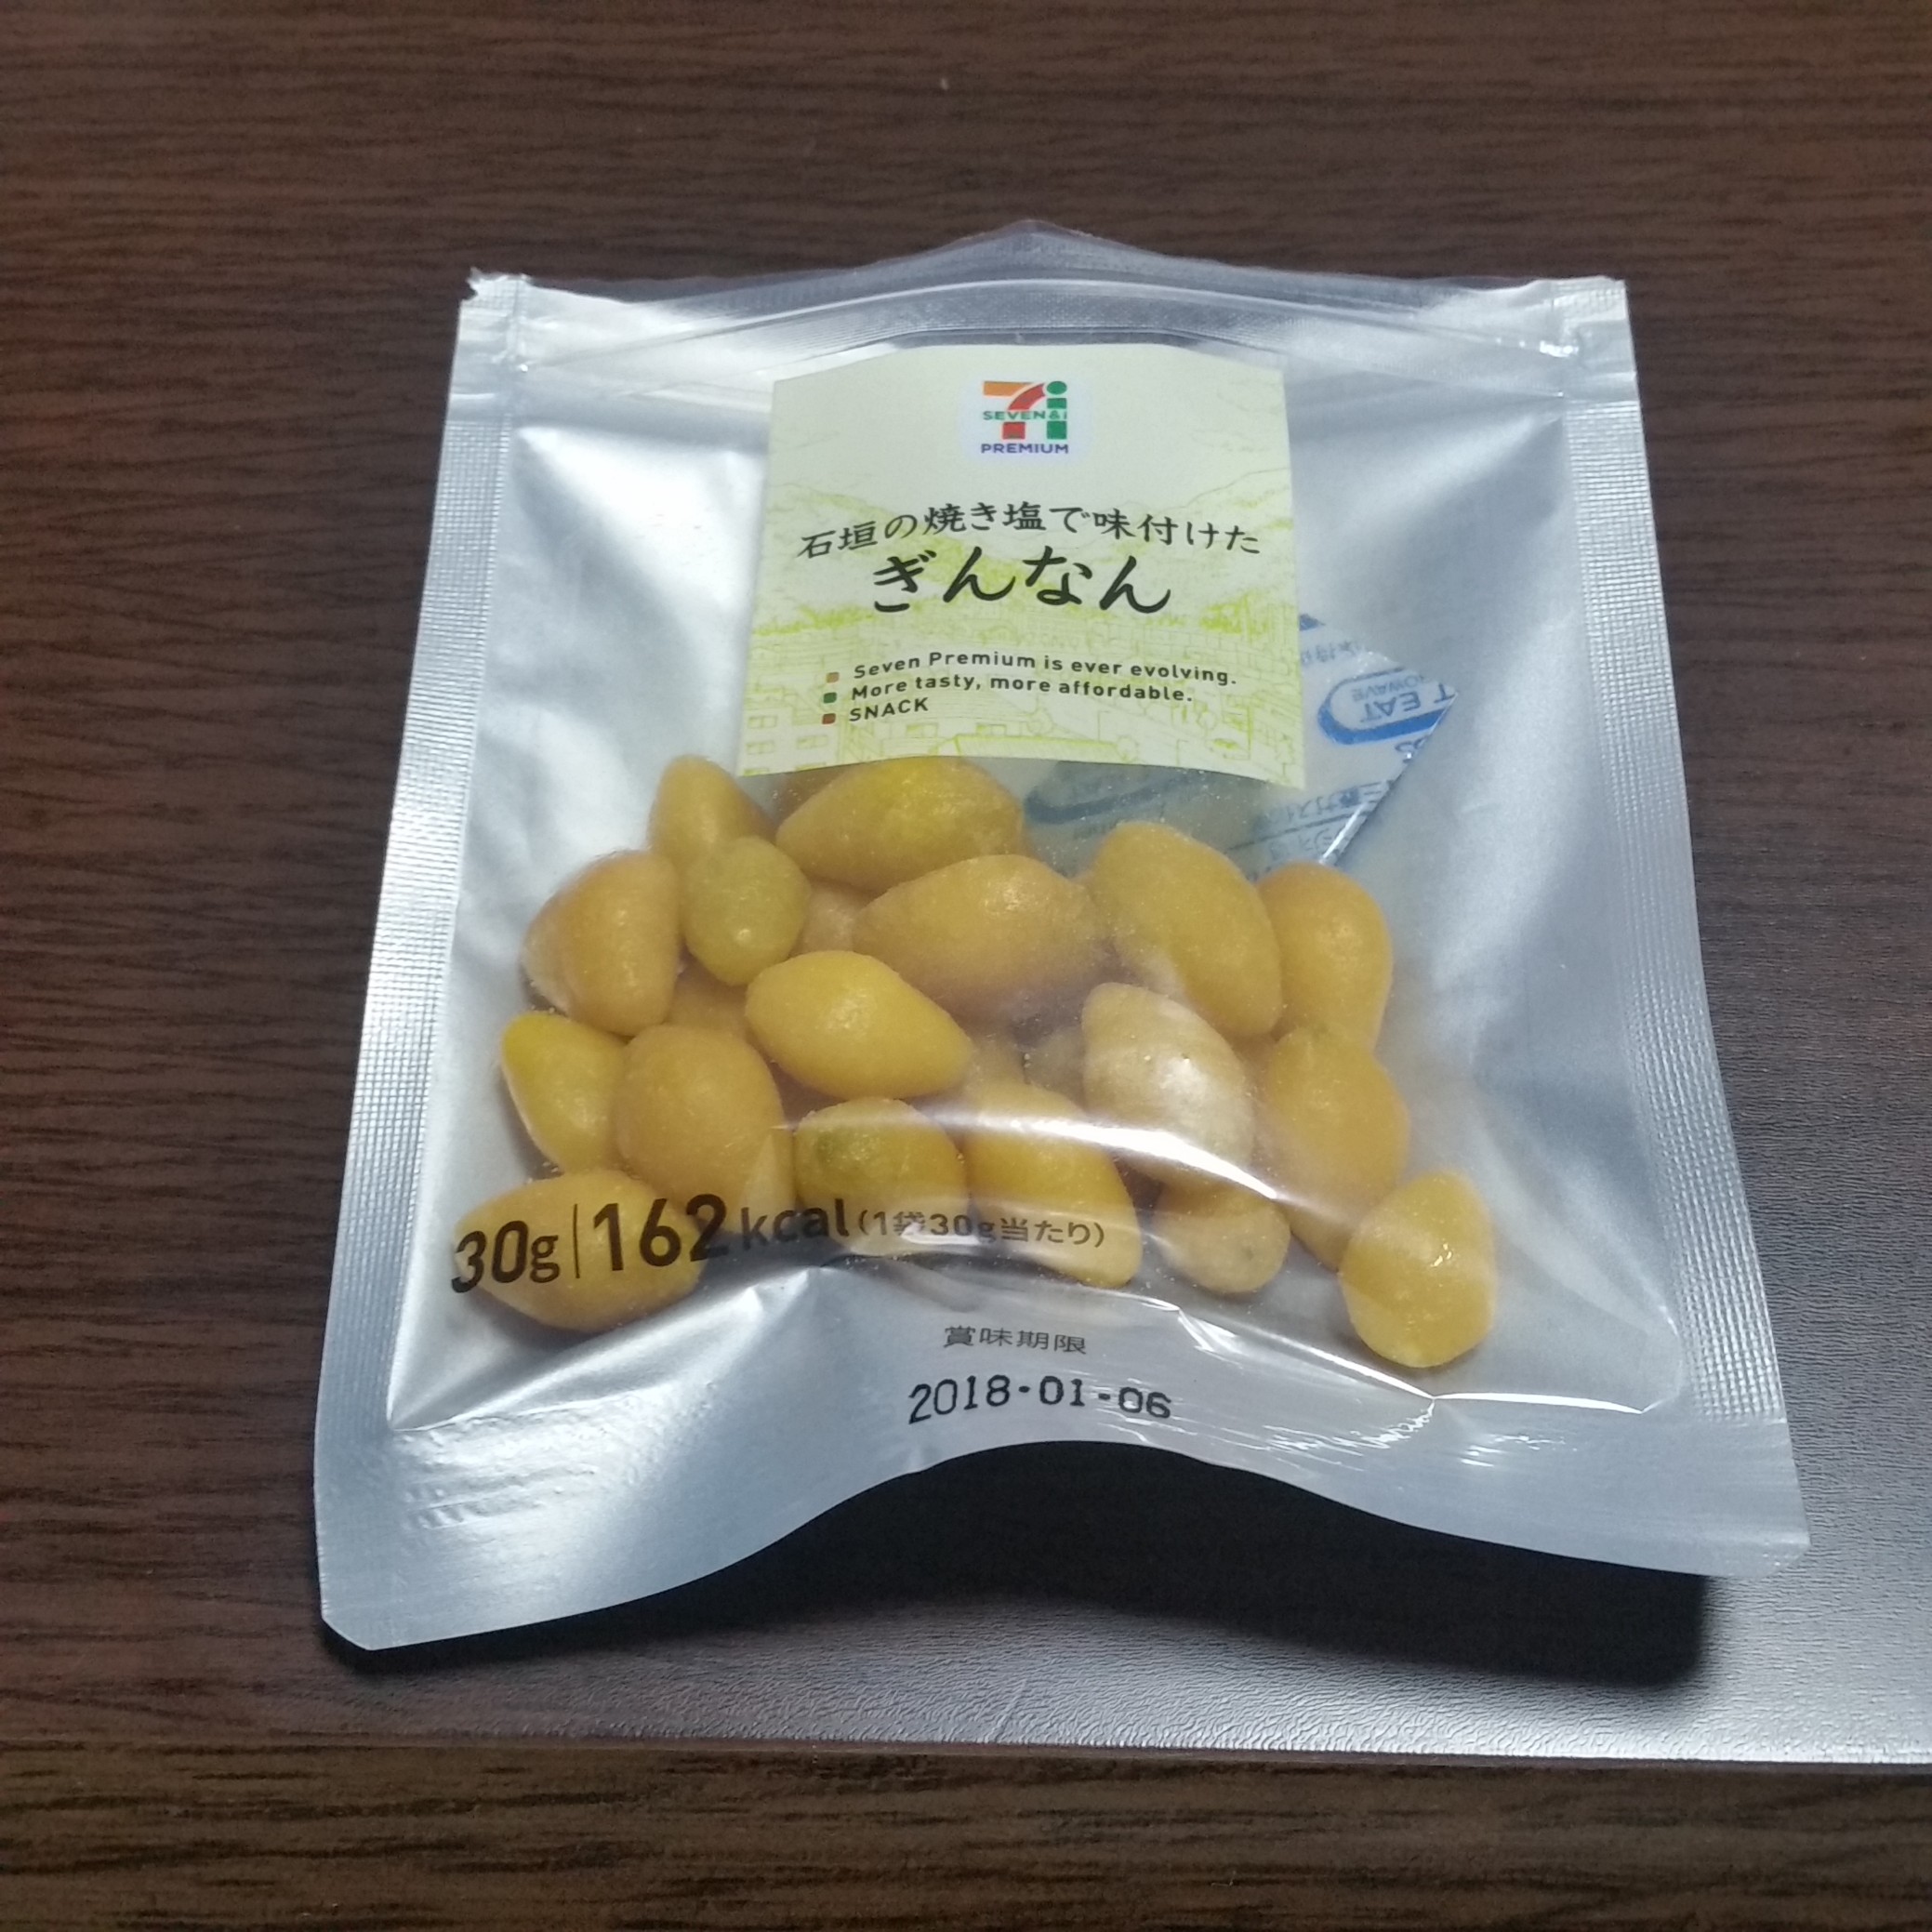 SEVEN&i
PREMIUM
石垣の焼き塩で味付けた
ぎんなん
Seven Premium is ever evolving.
More tasty, more affordable.
SNACK
T EAT
30g|162kcal(1袋30g当たり)
賞味期限
2018-01-06